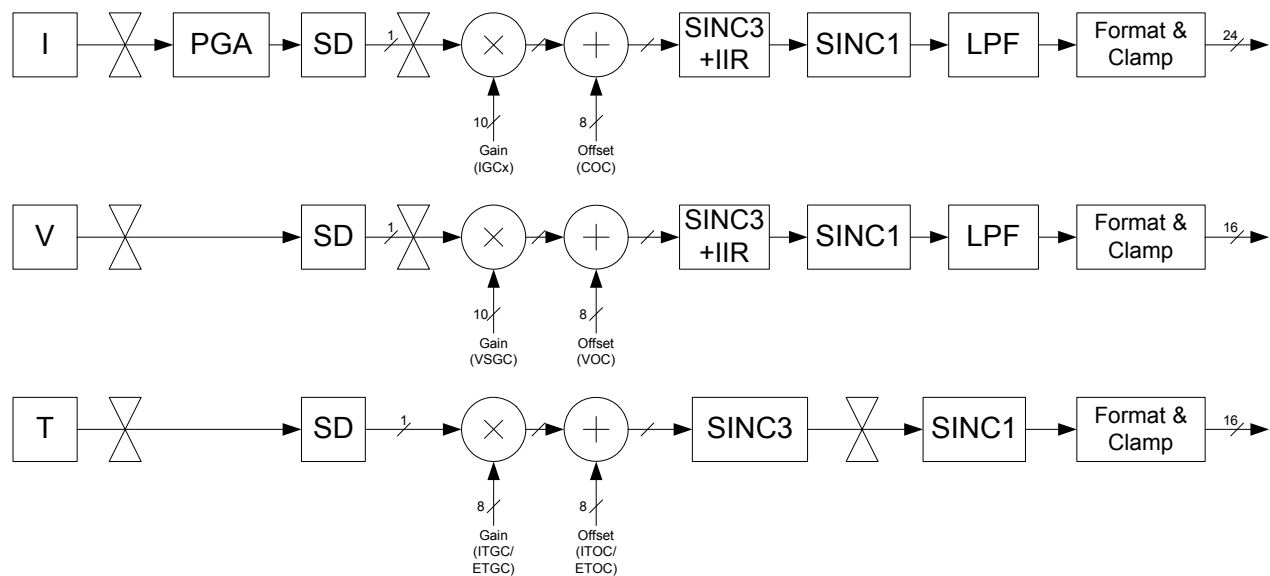 I
PGA
SD
1
SINC3
+IIR
SINC1
LPF
Format &
Clamp
24
10
Gain
(IGCx)
8
Offset
(COC)
V
SD
1
SINC3
+IIR
SINC1
LPF
Format &
Clamp
16
10
Gain
(VSGC)
8
Offset
(VOC)
T
SD
1
SINC3
SINC1
Format &
Clamp
16
8
Gain
(ITGC/
ETGC)
8
Offset
(ITOC/
ETOC)